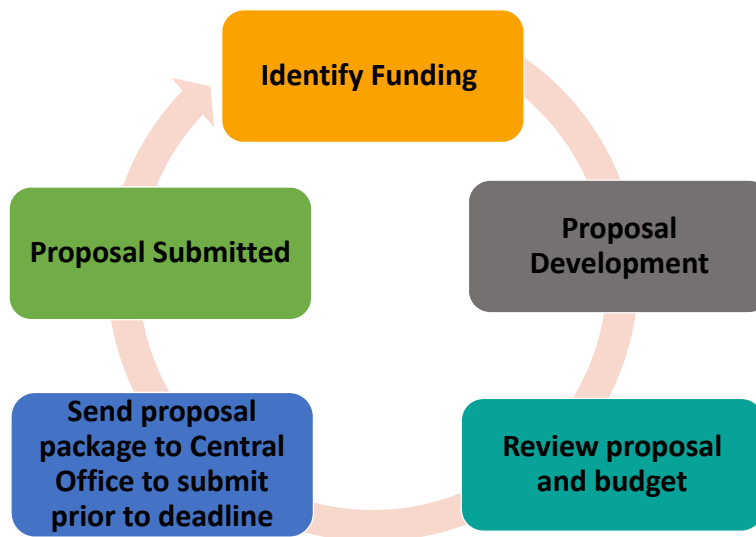 Identify Funding
Proposal
Development
Review proposal
and budget
Send proposal
package to Central
Office to submit
prior to deadline
Proposal Submitted